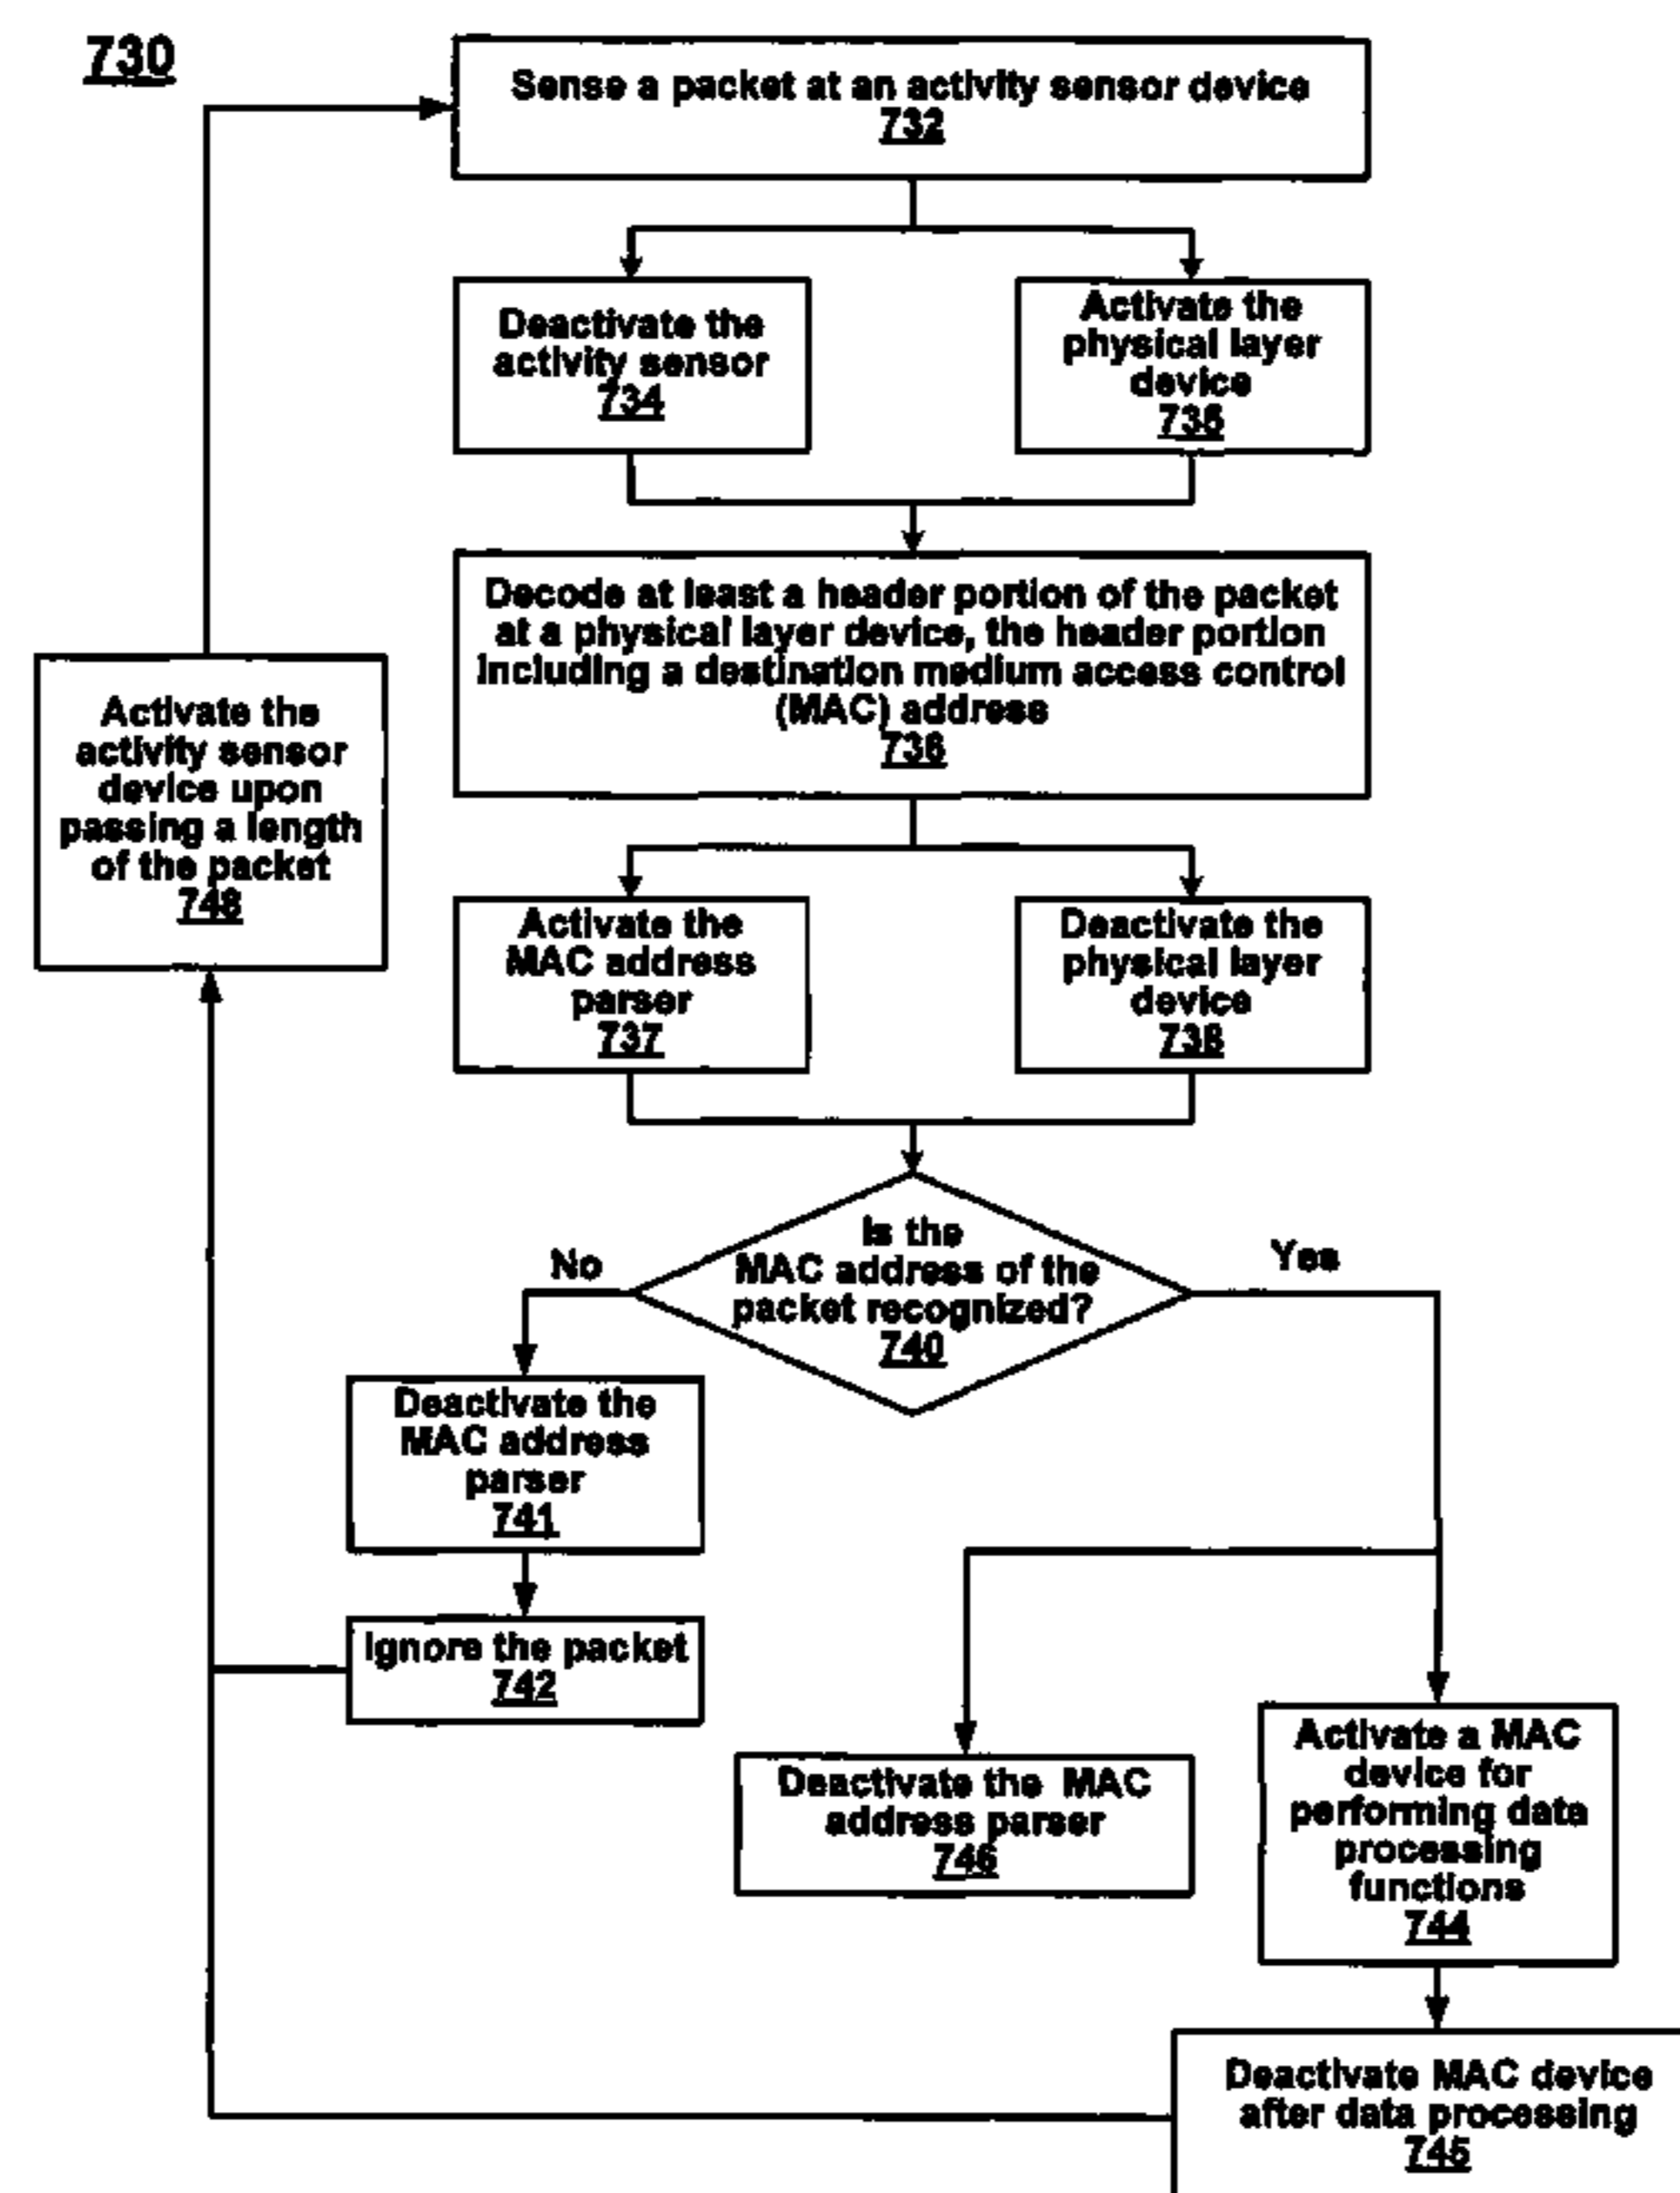 730
Sense a packet at an activity sensor device
732
Deactivate the
activity sensor
734
Activate the
physical layer
device
735
Decode at least a header portion of the packet
at a physical layer device, the header portion
including a destination medium access control
(MAC) address
736
Activate the
activity sensor
device upon
passing a length
of the packet
748
Activate the
MAC address
parser
737
Deactivate the
physical layer
device
738
Is the
MAC address of the
packet recognized?
740
No
Yes
Deactivate the
MAC address
parser
741
Ignore the packet
742
Deactivate the MAC
address parser
746
Activate a MAC
device for
performing data
processing
functions
744
Deactivate MAC device
after data processing
745